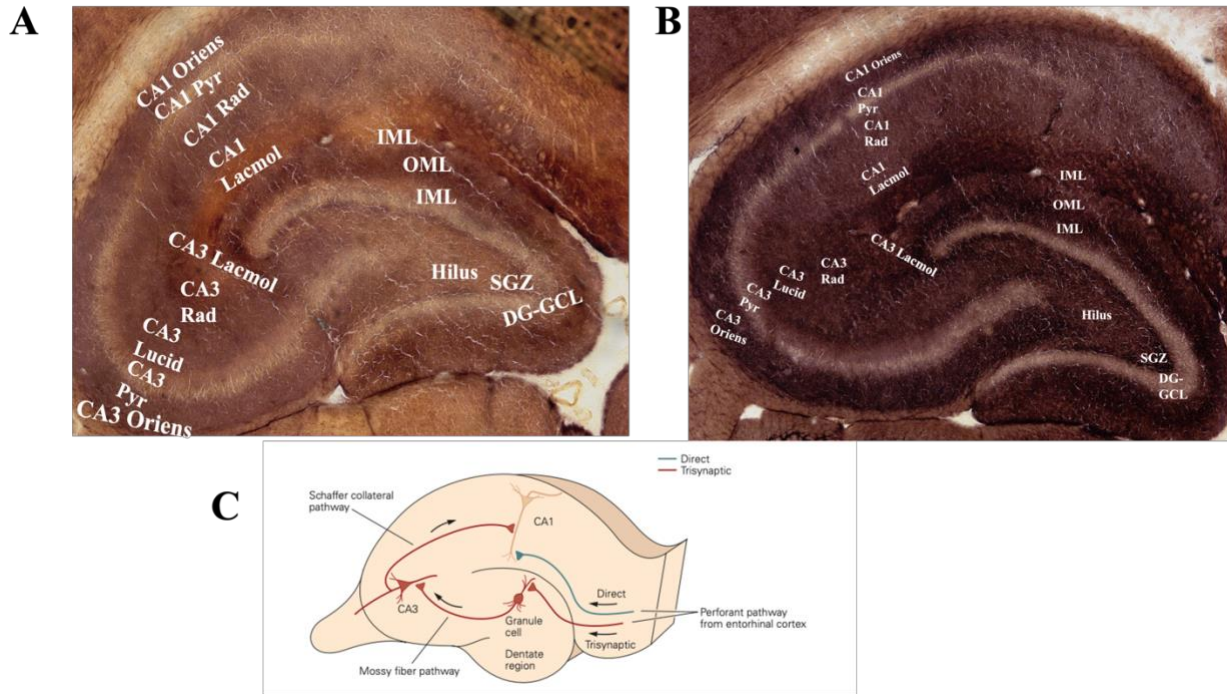 A
CA1 Oriens
CA1 Pyr
CA1 Rad
CA1
Lacmol
IML
OML
IML
CA3 Lacmol
Hilus
SGZ
DG-GCL
CA3
Rad
CA3
Lucid
CA3
Pyr
CA3 Oriens
B
CA1 Oriens
CA1
Pyr
CA1
Rad
CA1
Lacmol
IML
OML
IML
CA3 Lacmol
CA3
Rad
CA3
Lucid
CA3
Pyr
CA3
Oriens
Hilus
SGZ
DG-
GCL
C
Direct
Trisynaptic
Schaffer collateral
pathway
CA1
Direct
CA3
Granule
cell
Perforant pathway
from entorhinal cortex
Trisynaptic
Dentate
region
Mossy fiber pathway